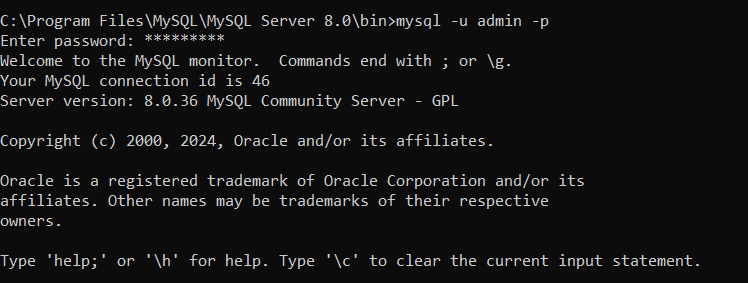 C:\Program Files\MySQL\MySQL Server 8.0\bin>mysql -u admin -p
Enter password: *********
Welcome to the MySQL monitor.  Commands end with ; or \g.
Your MySQL connection id is 46
Server version: 8.0.36 MySQL Community Server - GPL

Copyright (c) 2000, 2024, Oracle and/or its affiliates.

Oracle is a registered trademark of Oracle Corporation and/or its
affiliates. Other names may be trademarks of their respective
owners.

Type 'help;' or '\h' for help. Type '\c' to clear the current input statement.